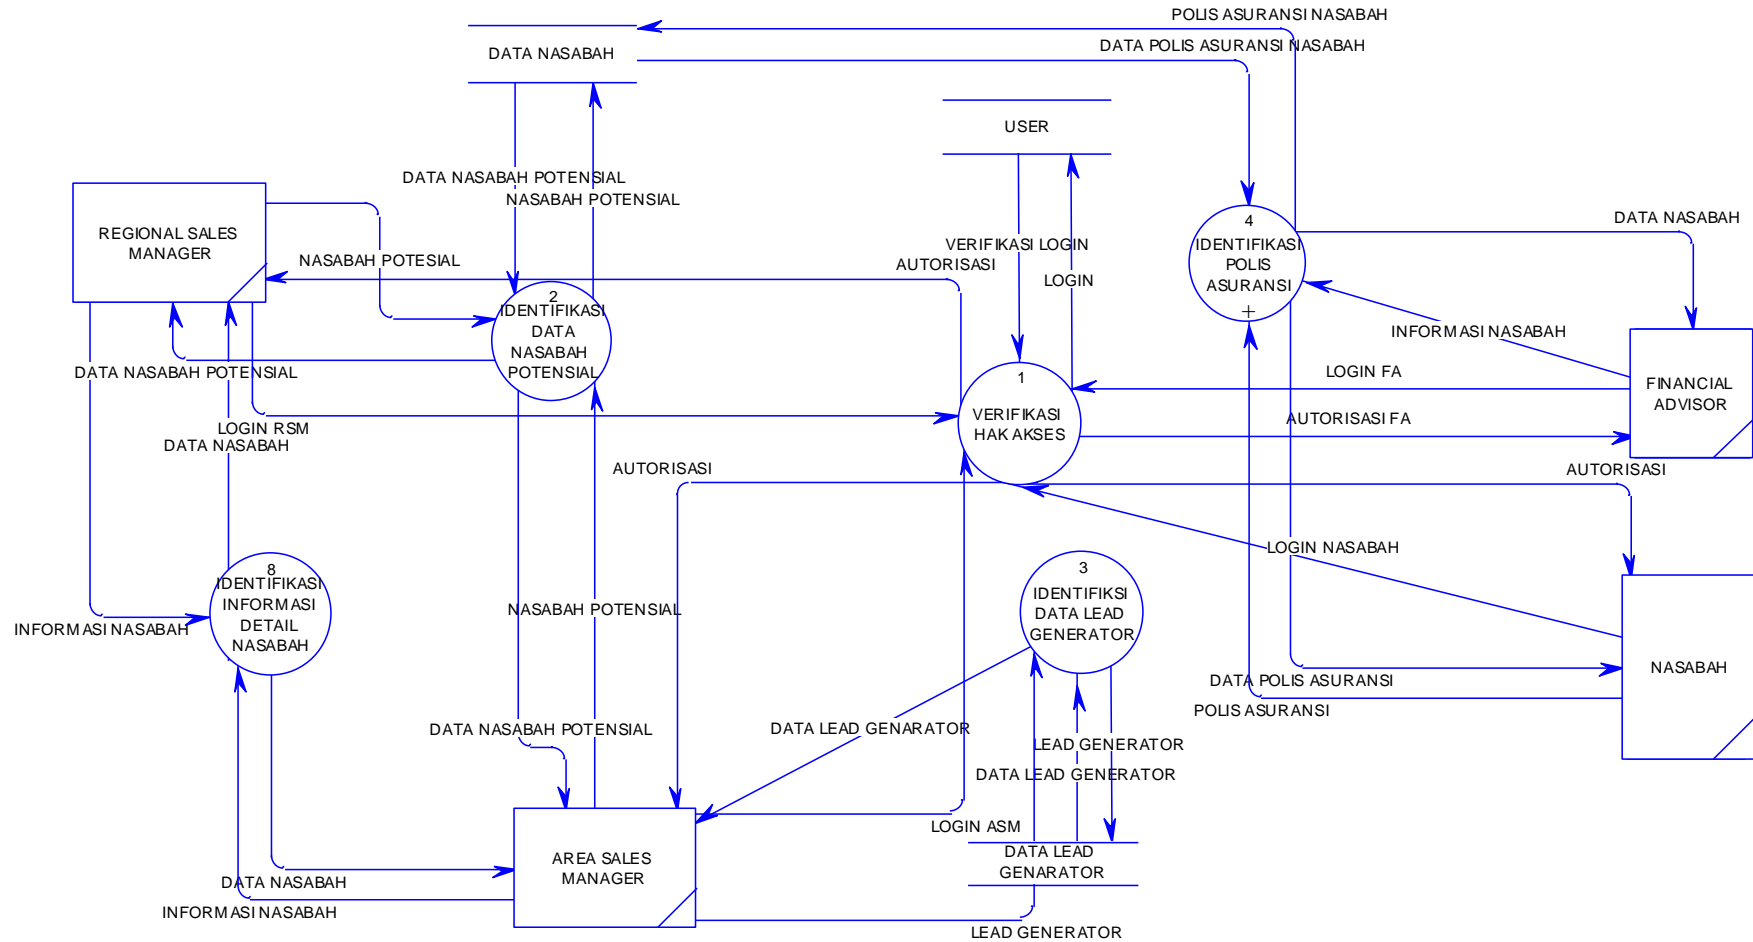 POLIS ASURANSI NASABAH
DATA POLIS ASURANSI NASABAH
DATA NASABAH
USER
DATA NASABAH POTENSIAL
NASABAH POTENSIAL
REGIONAL SALES
MANAGER
NASABAH POTESIAL
VERIFIKASI LOGIN
AUTORISASI
LOGIN
4
IDENTIFIKASI
POLIS
ASURANSI
+
DATA NASABAH
2
IDENTIFIKASI
DATA
NASABAH
POTENSIAL
INFORMASI NASABAH
DATA NASABAH POTENSIAL
1
VERIFIKASI
HAK AKSES
LOGIN FA
FINANCIAL
ADVISOR
AUTORISASI FA
LOGIN RSM
DATA NASABAH
AUTORISASI
AUTORISASI
LOGIN NASABAH
8
IDENTIFIKASI
INFORMASI
DETAIL
NASABAH
3
IDENTIFIKSI
DATA LEAD
GENERATOR
NASABAH POTENSIAL
INFORMASI NASABAH
NASABAH
DATA POLIS ASURANSI
POLIS ASURANSI
DATA NASABAH POTENSIAL
DATA LEAD GENARATOR
LEAD GENERATOR
DATA LEAD GENERATOR
LOGIN ASM
DATA LEAD
GENARATOR
AREA SALES
MANAGER
DATA NASABAH
INFORMASI NASABAH
LEAD GENERATOR